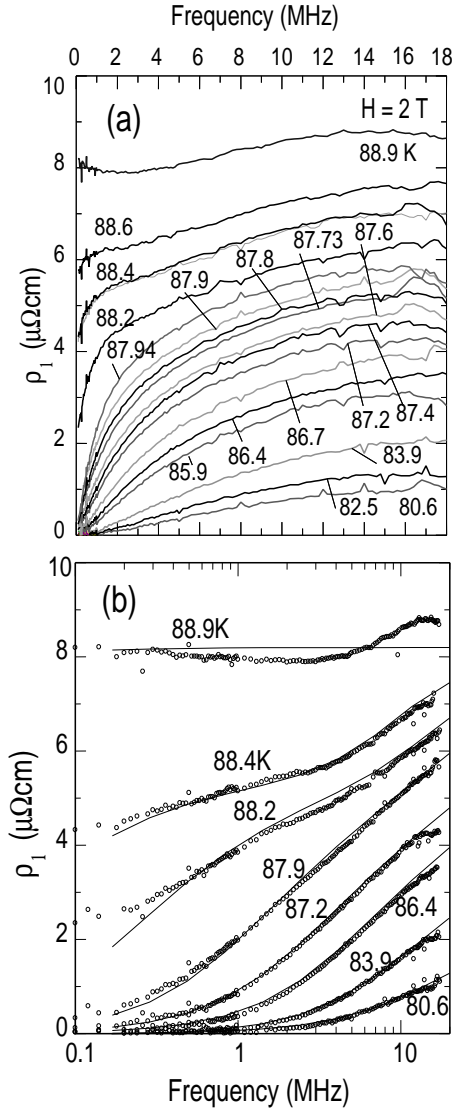 Frequency (MHz)
0 2 4 6 8 10 12 14 16 18
10
(a)
H = 2 T
88.9 K
8
88.6
88.4
87.9
87.8
87.73
87.6
6
88.2
87.94
4
87.2
87.4
86.7
86.4
85.9
83.9
2
82.5
80.6
0
ρ1 (μΩcm)
10
(b)
88.9K
8
88.4K
6
88.2
4
87.9
87.2
86.4
2
83.9
80.6
0
ρ1 (μΩcm)
0.1 1 10
Frequency (MHz)